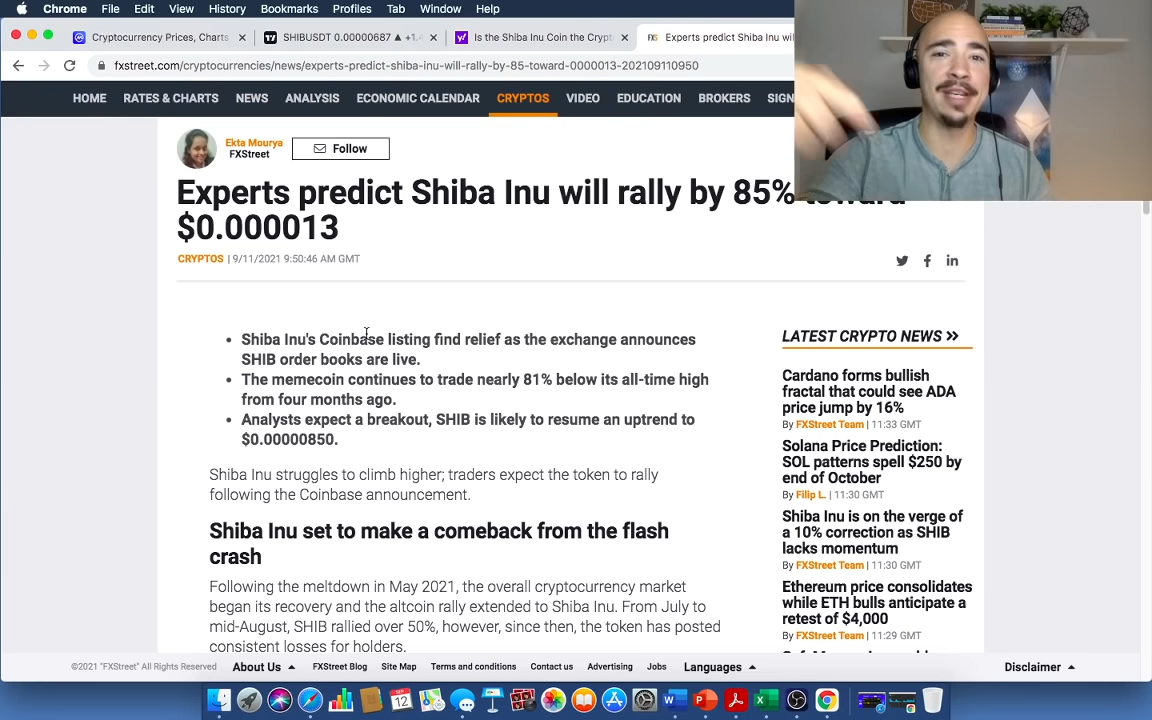 Chrome File Edit View History Bookmarks Profiles Tab Window Help
Cryptocurrency Prices, Charts
SHIBUSDT 0.00000687 ▲ +1.
Is the Shiba Inu Coin the Crypt
Experts predict Shiba Inu wil
fxstreet.com/cryptocurrencies/news/experts-predict-shiba-inu-will-rally-by-85-toward-0000013-202109110950
HOME RATES & CHARTS NEWS ANALYSIS ECONOMIC CALENDAR CRYPTOS VIDEO EDUCATION BROKERS SIGN
Ekta Mourya
FXStreet
Follow
Experts predict Shiba Inu will rally by 85% toward
$0.000013
CRYPTOS | 9/11/2021 9:50:46 AM GMT
• Shiba Inu's Coinbase listing find relief as the exchange announces
SHIB order books are live.
• The memecoin continues to trade nearly 81% below its all-time high
from four months ago.
• Analysts expect a breakout, SHIB is likely to resume an uptrend to
$0.00000850.
Shiba Inu struggles to climb higher; traders expect the token to rally
following the Coinbase announcement.
Shiba Inu set to make a comeback from the flash
crash
Following the meltdown in May 2021, the overall cryptocurrency market
began its recovery and the altcoin rally extended to Shiba Inu. From July to
mid-August, SHIB rallied over 50%, however, since then, the token has posted
consistent losses for holders.
LATEST CRYPTO NEWS >>
Cardano forms bullish
fractal that could see ADA
price jump by 16%
By FXStreet Team | 11:33 GMT
Solana Price Prediction:
SOL patterns spell $250 by
end of October
By Filip L. | 11:30 GMT
Shiba Inu is on the verge of
a 10% correction as SHIB
lacks momentum
By FXStreet Team | 11:30 GMT
Ethereum price consolidates
while ETH bulls anticipate a
retest of $4,000
By FXStreet Team | 11:29 GMT
©2021 "FXStreet" All Rights Reserved About Us FXStreet Blog Site Map Terms and conditions Contact us Advertising Jobs Languages Disclaimer
SEP
12